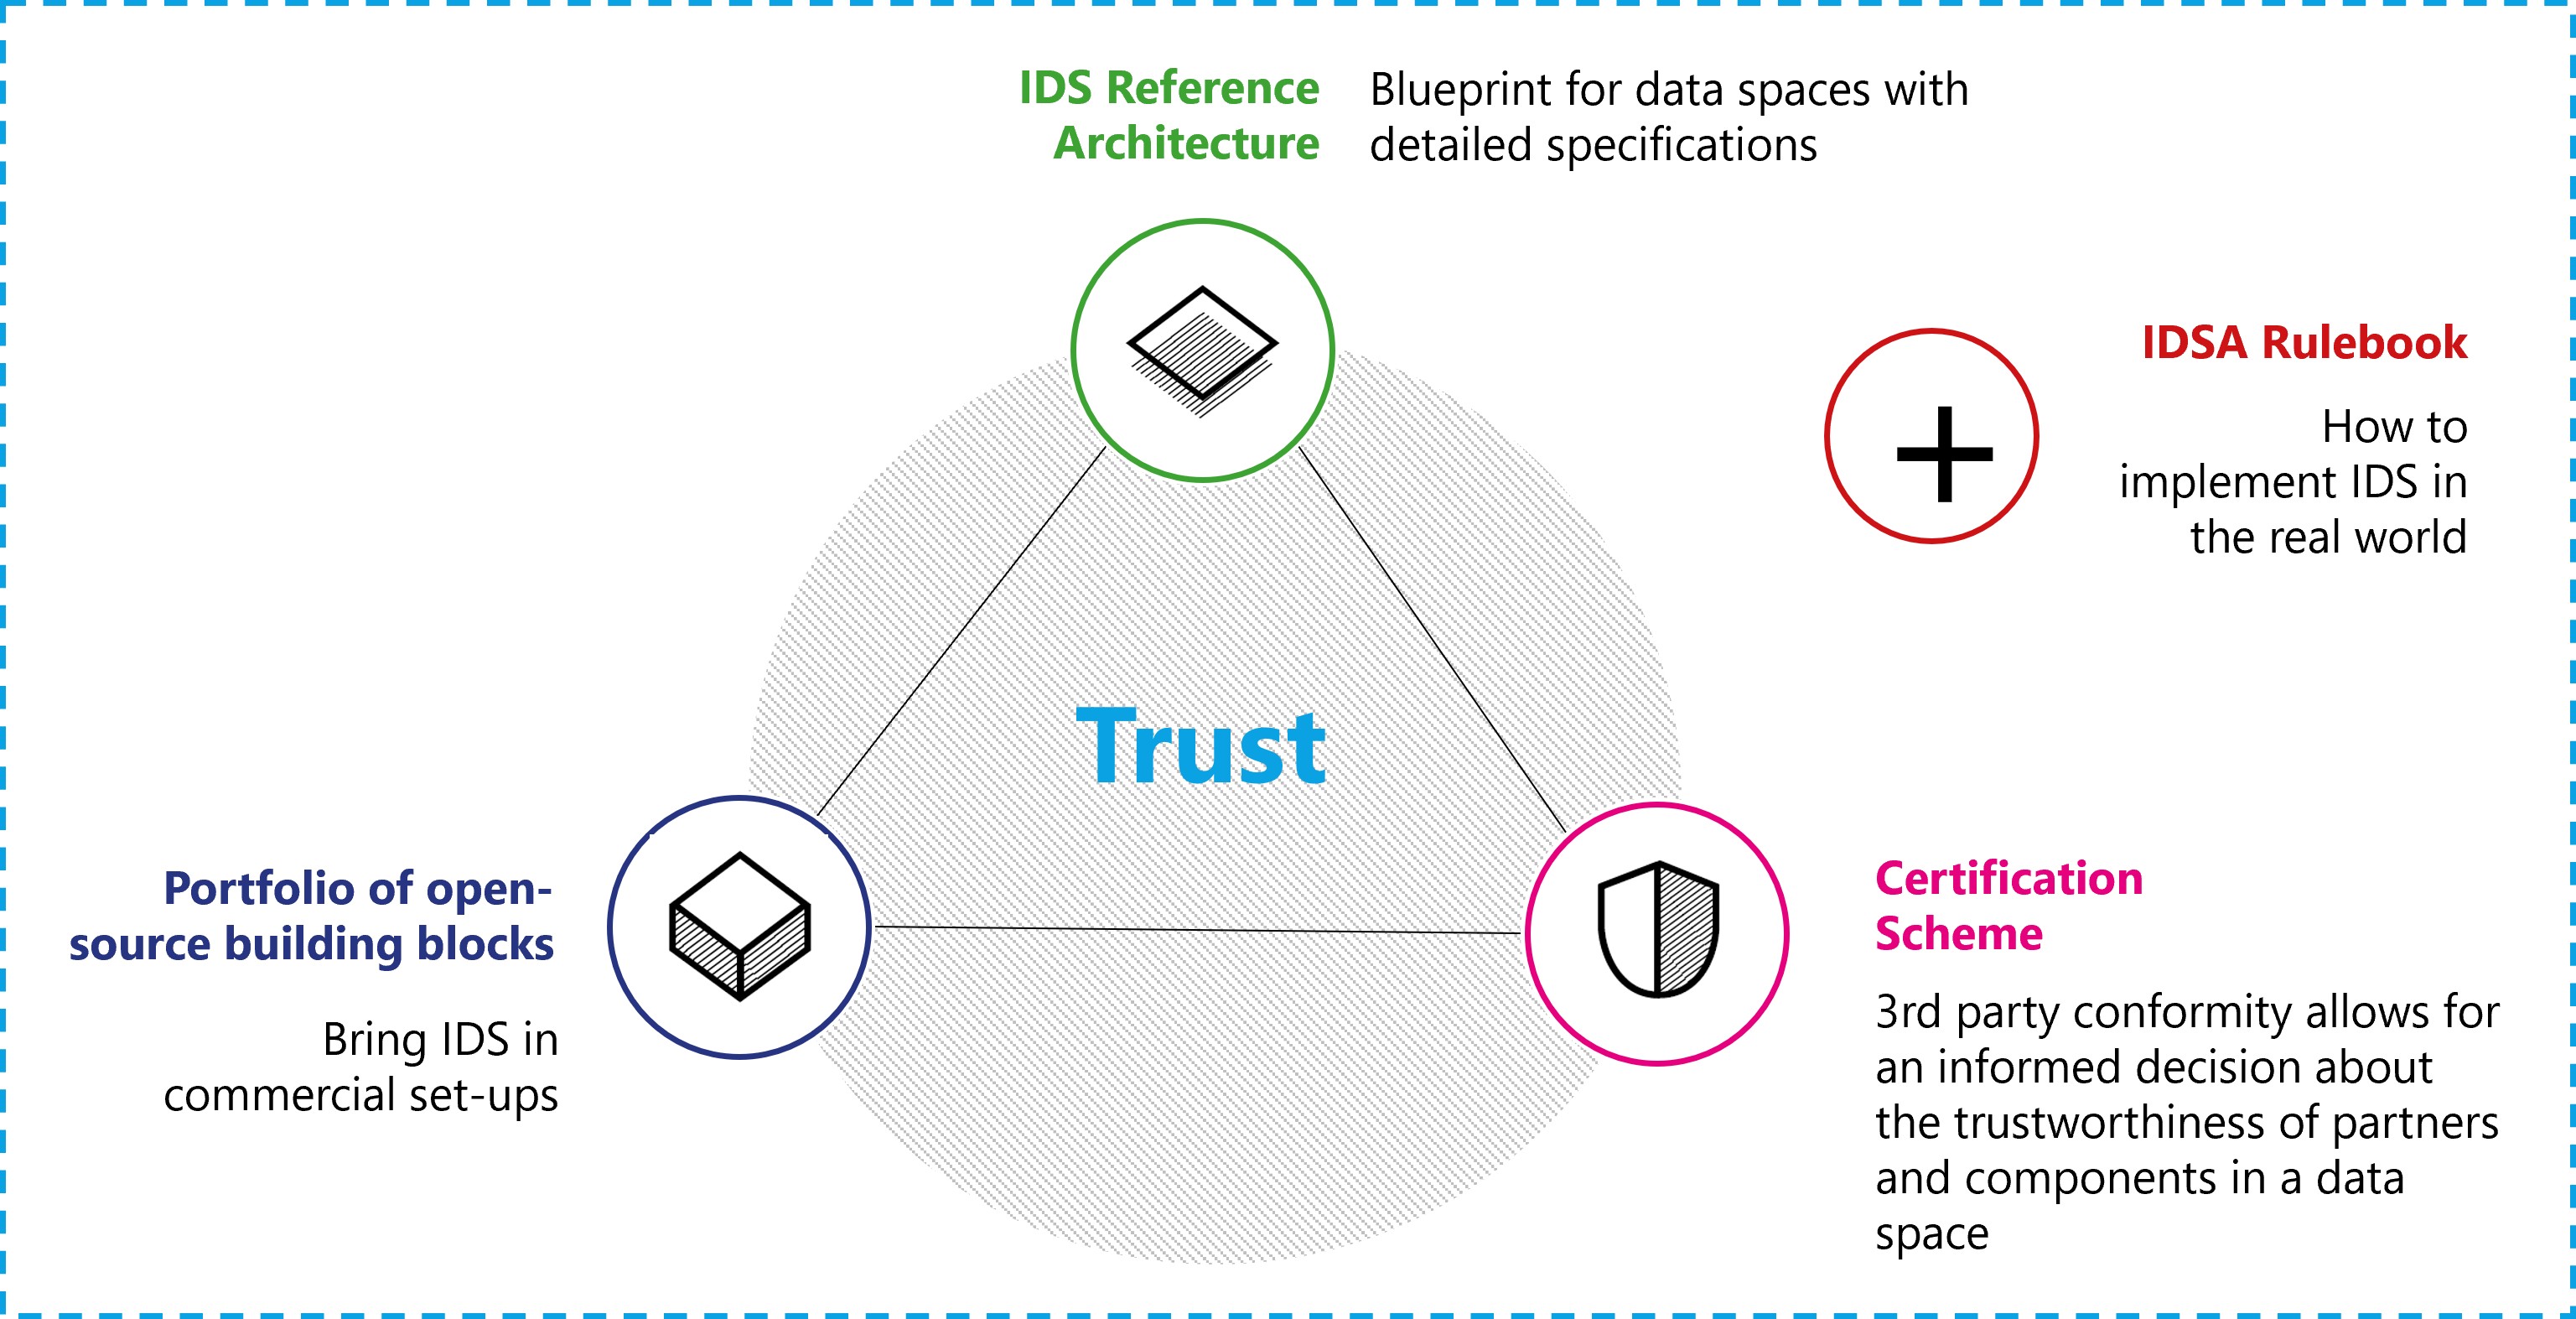 IDS Reference
Architecture
Blueprint for data spaces with
detailed specifications
IDSA Rulebook
How to
implement IDS in
the real world
Trust
Portfolio of open-
source building blocks
Bring IDS in
commercial set-ups
Certification
Scheme
3rd party conformity allows for
an informed decision about
the trustworthiness of partners
and components in a data
space